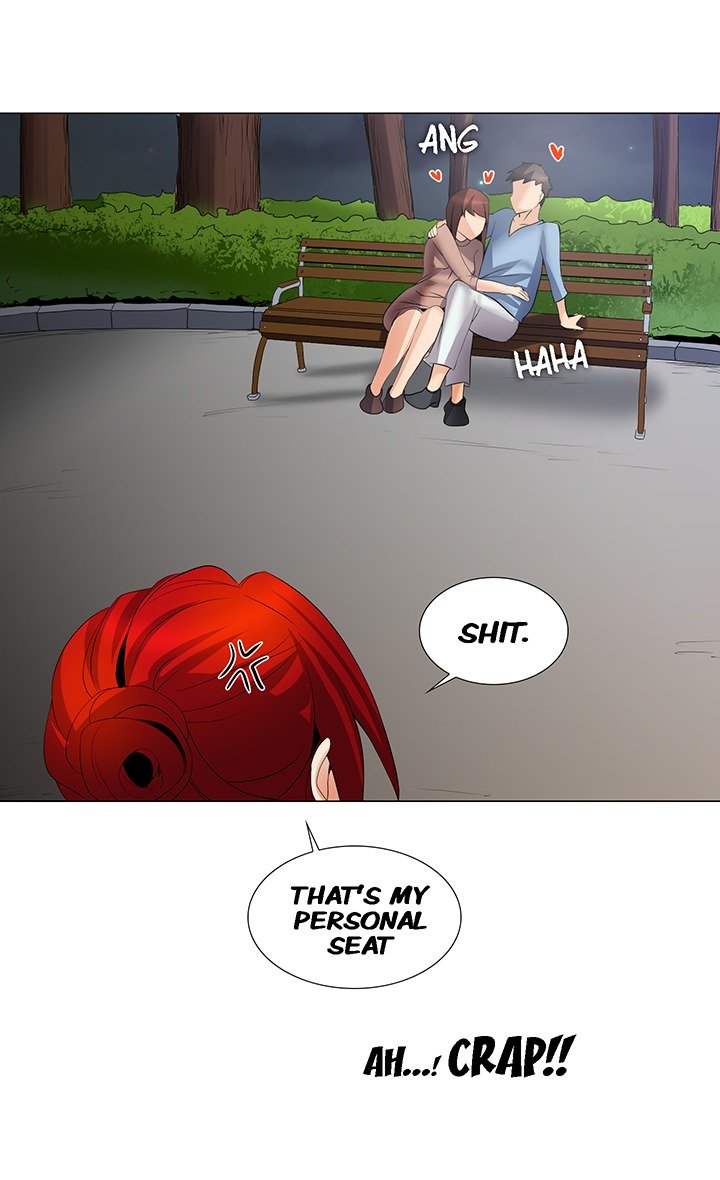 ANG
HAHA
SHIT.
THAT'S MY
PERSONAL
SEAT
AH...! CRAP!!